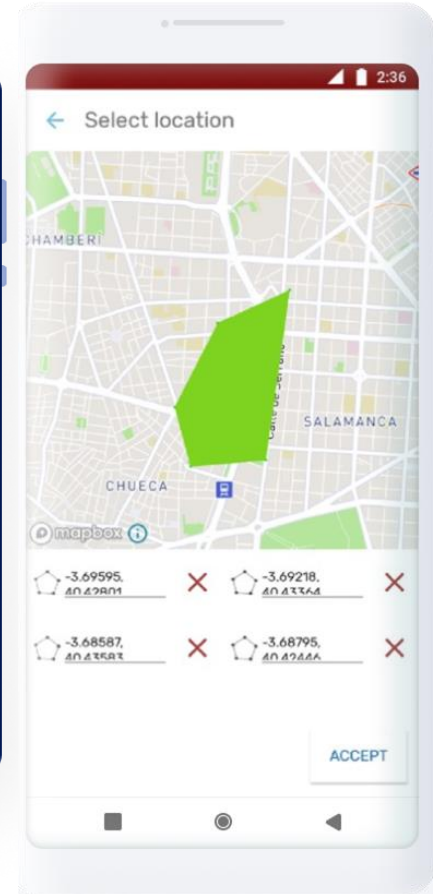 2:36
Select location
CHAMBERÍ
Calle de Serrano
SALAMANCA
CHUECA
mapbox
-3.69595,
40.42801
-3.69218,
40.43364
-3.68587,
40.43583
-3.68795,
40.42446
ACCEPT